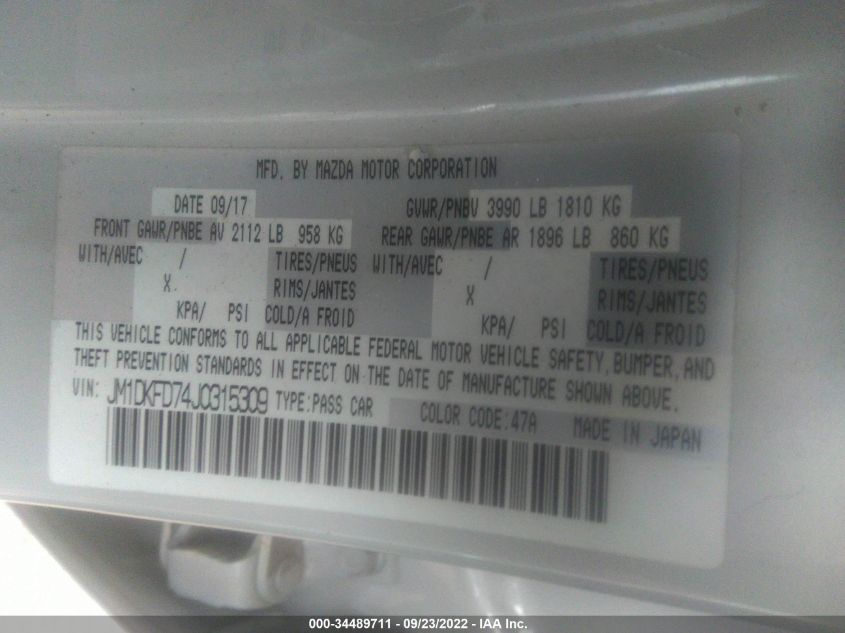 MFD. BY MAZDA MOTOR CORPORATION
DATE 09/17 GVWR/PNBV 3990 LB 1810 KG
FRONT GAWR/PNBE AV 2112 LB 958 KG REAR GAWR/PNBE AR 1896 LB 860 KG
WITH/AVEC / TIRES/PNEUS WITH/AVEC / TIRES/PNEUS
X RIMS/JANTES X RIMS/JANTES
KPA/ PSI COLD/A FROID KPA/ PSI COLD/A FROID
THIS VEHICLE CONFORMS TO ALL APPLICABLE FEDERAL MOTOR VEHICLE SAFETY, BUMPER, AND
THEFT PREVENTION STANDARDS IN EFFECT ON THE DATE OF MANUFACTURE SHOWN ABOVE.
VIN: JM1DKFD74J0315309 TYPE:PASS CAR COLOR CODE:47A MADE IN JAPAN
000-34489711 - 09/23/2022 - IAA Inc.